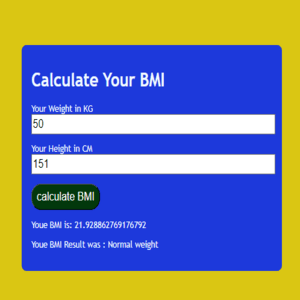 Calculate Your BMI
Your Weight in KG
50
Your Height in CM
151
calculate BMI
Youe BMI is: 21.928862769176792
Youe BMI Result was : Normal weight